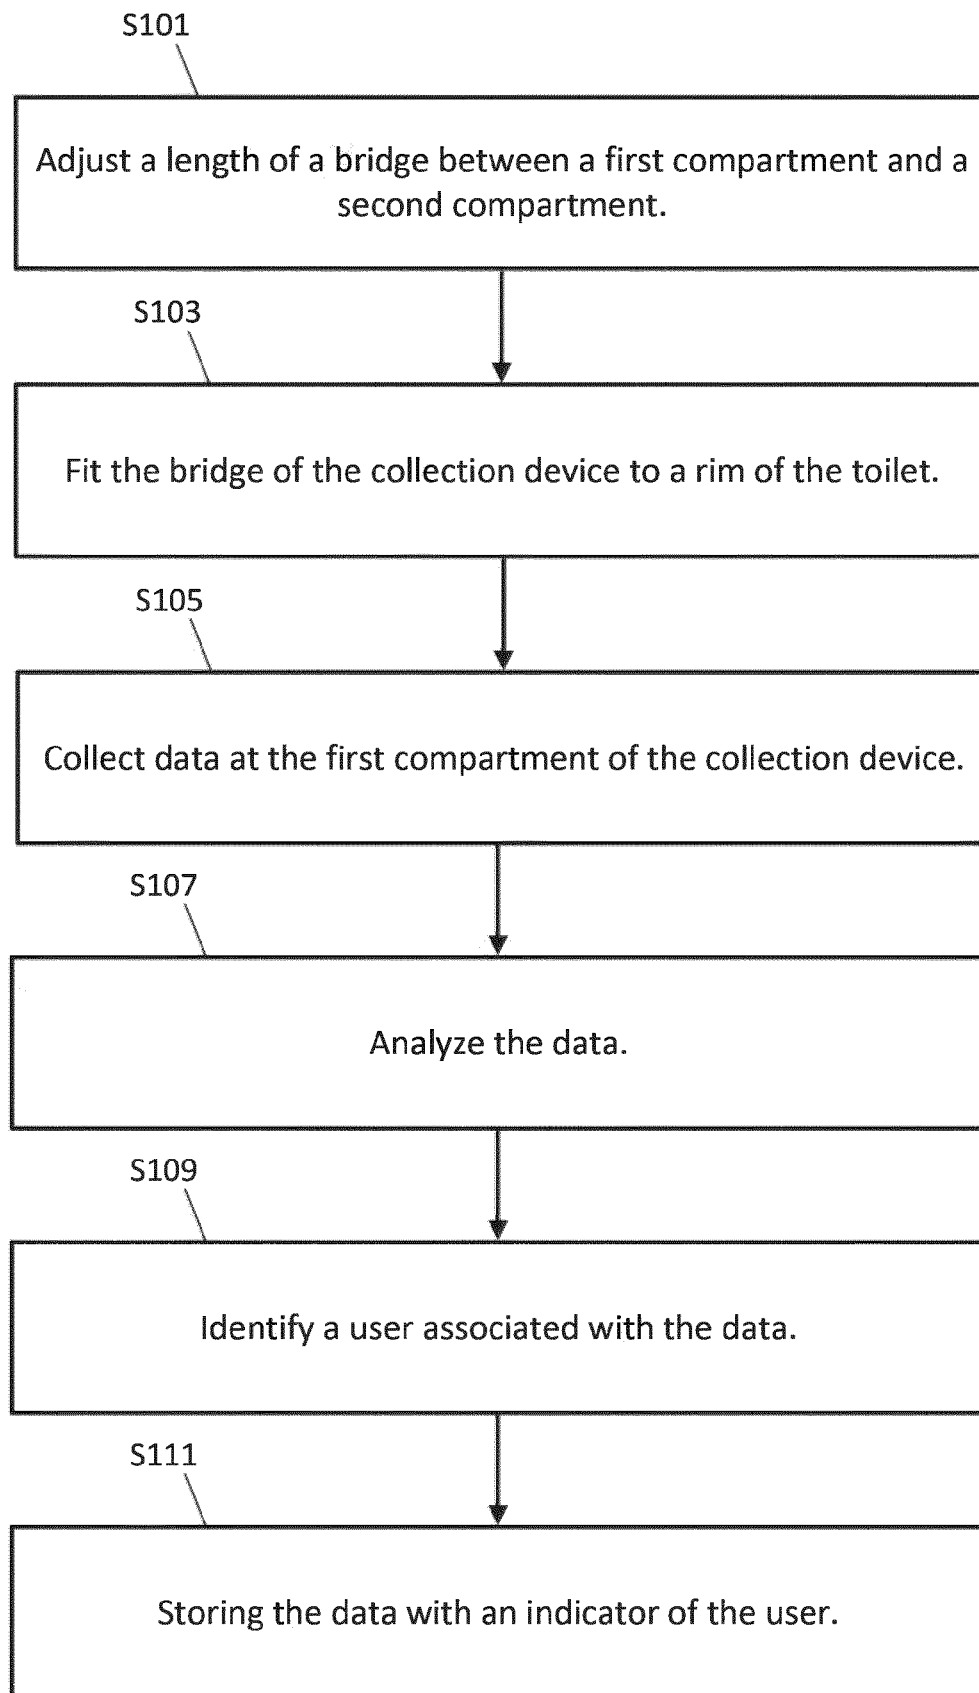 S101
Adjust a length of a bridge between a first compartment and a
second compartment.
S103
Fit the bridge of the collection device to a rim of the toilet.
S105
Collect data at the first compartment of the collection device.
S107
Analyze the data.
S109
Identify a user associated with the data.
S111
Storing the data with an indicator of the user.